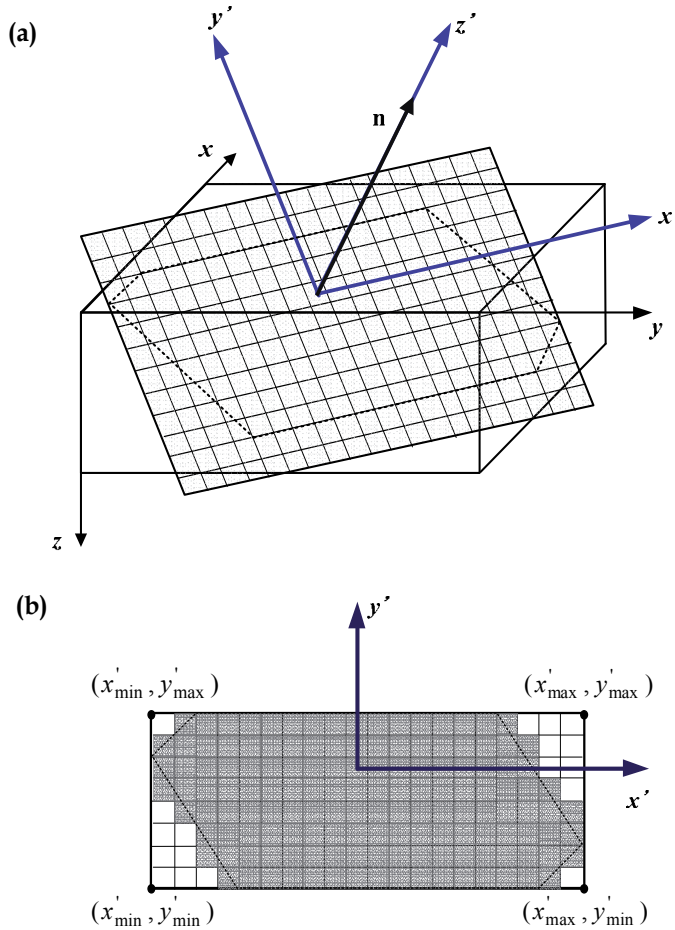 (a)
y'
z'
n
x
x
y
z
(b)
y'
(x'min , y'max)
(x'max , y'max)
x'
(x'min , y'min)
(x'max , y'min)